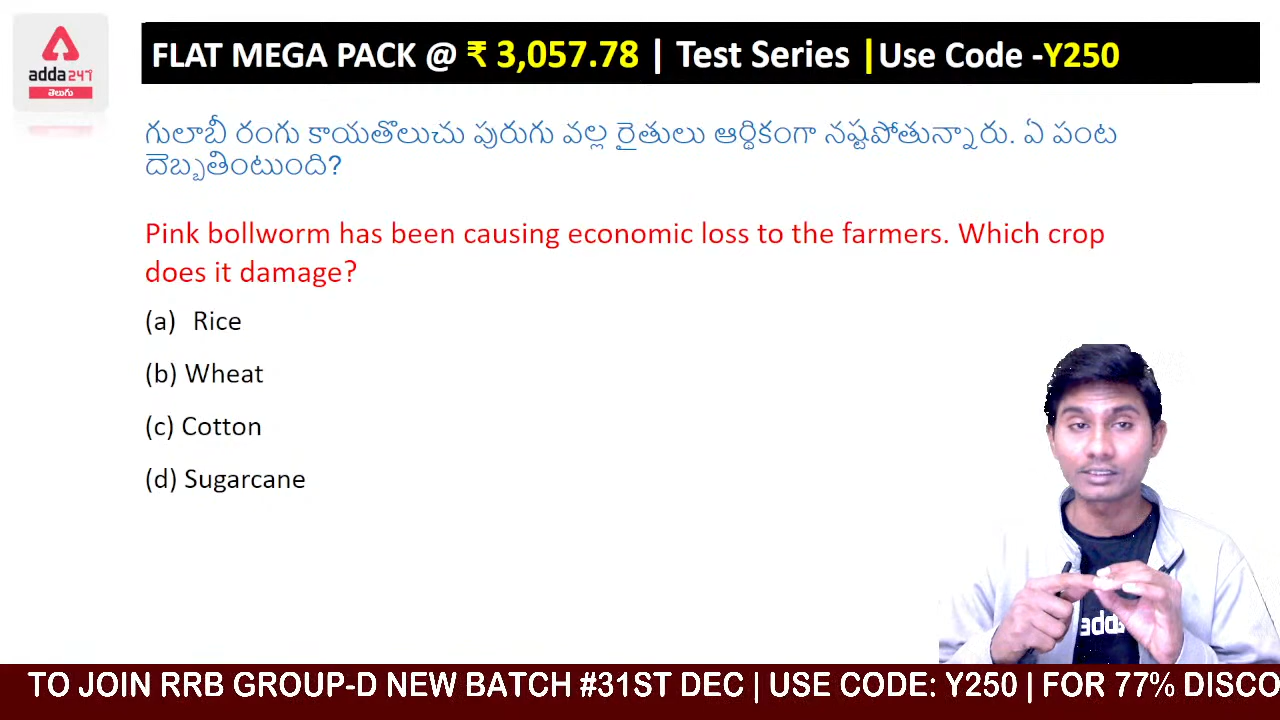 adda247
తెలుగు
FLAT MEGA PACK @ ₹ 3,057.78 | Test Series |Use Code -Y250
గులాబీ రంగు కాయతొలుచు పురుగు వల్ల రైతులు ఆర్థికంగా నష్టపోతున్నారు. ఏ పంట
దెబ్బతింటుంది?
Pink bollworm has been causing economic loss to the farmers. Which crop
does it damage?
(a) Rice
(b) Wheat
(c) Cotton
(d) Sugarcane
adda
TO JOIN RRB GROUP-D NEW BATCH #31ST DEC | USE CODE: Y250 | FOR 77% DISCO